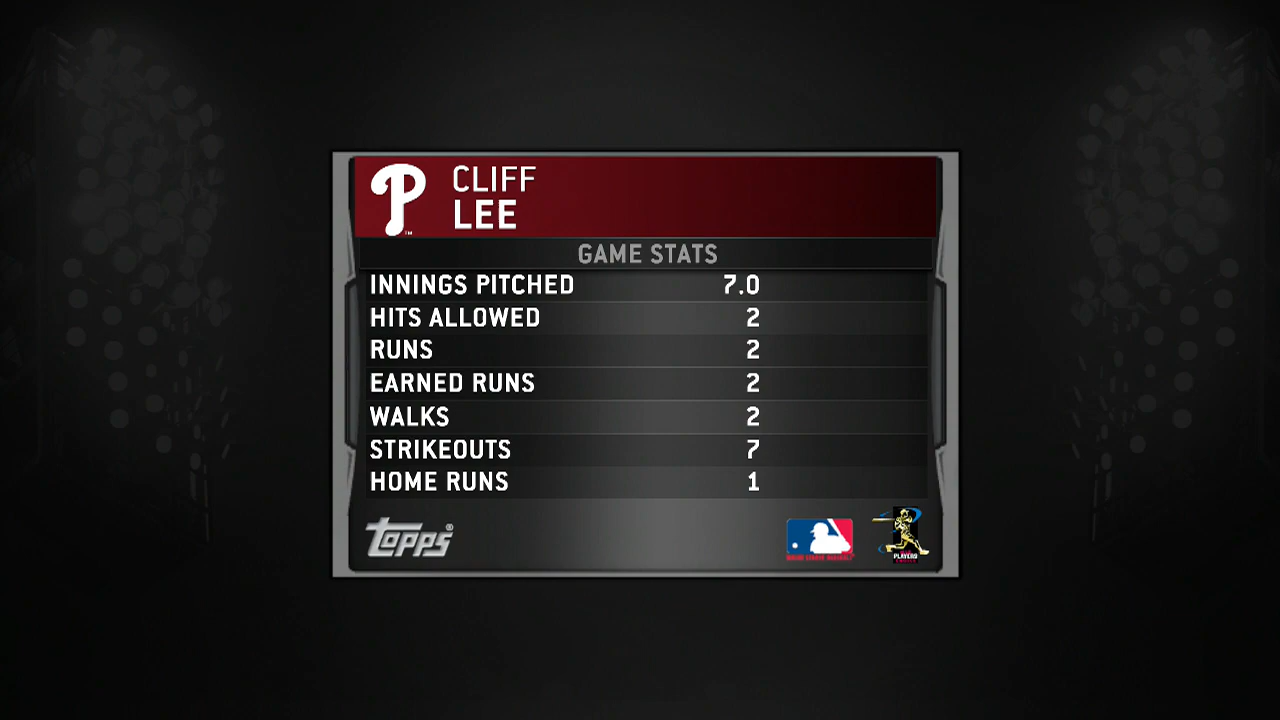 CLIFF
LEE
GAME STATS
INNINGS PITCHED 7.0
HITS ALLOWED 2
RUNS 2
EARNED RUNS 2
WALKS 2
STRIKEOUTS 7
HOME RUNS 1
Topps®
PLAYERS